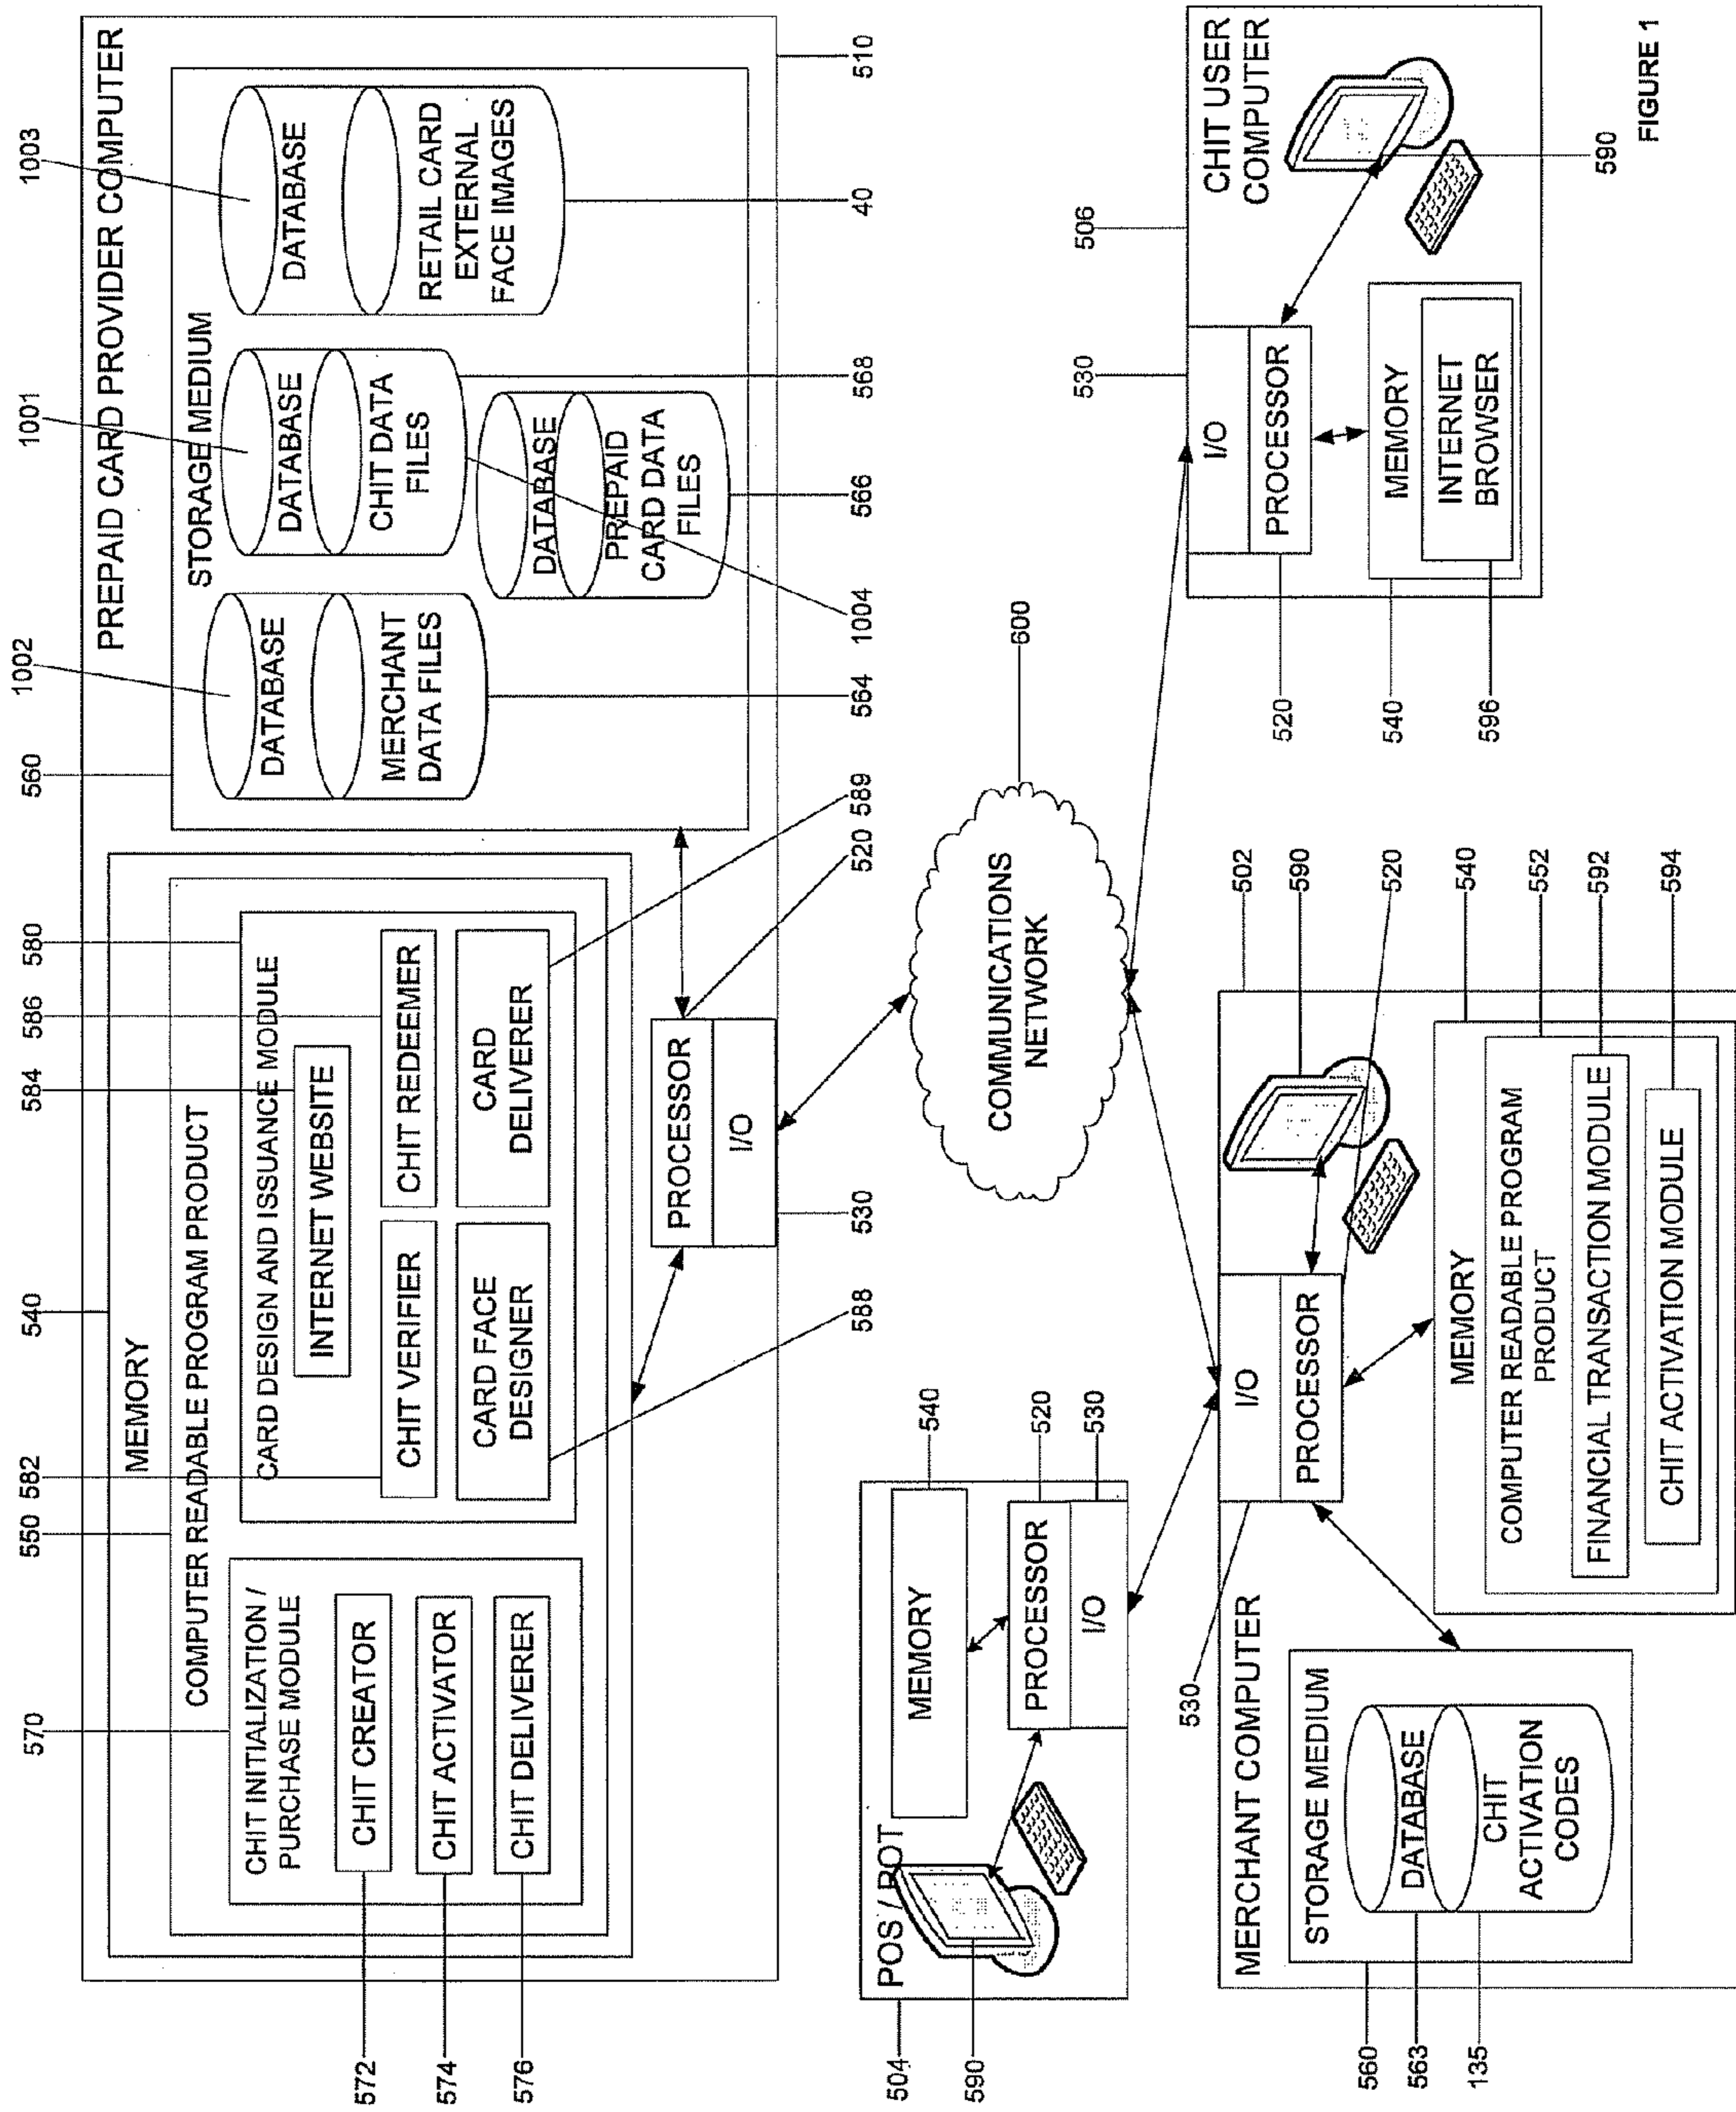 570
550
582
540
584
586
580
560
1002
1001
1003
PREPAID CARD PROVIDER COMPUTER
MEMORY
COMPUTER READABLE PROGRAM PRODUCT
CHIT INITIALIZATION /
PURCHASE MODULE
CHIT CREATOR
CHIT ACTIVATOR
CHIT DELIVERER
572
574
576
CARD DESIGN AND ISSUANCE MODULE
INTERNET WEBSITE
CHIT VERIFIER
CHIT REDEEMER
CARD FACE
DESIGNER
CARD
DELIVERER
STORAGE MEDIUM
DATABASE
MERCHANT
DATA FILES
DATABASE
CHIT DATA
FILES
DATABASE
PREPAID
CARD DATA
FILES
DATABASE
RETAIL CARD
EXTERNAL
FACE IMAGES
PROCESSOR
I/O
588
530
520
589
564
1004
566
568
40
510
POS / POT
MEMORY
PROCESSOR
I/O
504
590
540
520
530
COMMUNICATIONS
NETWORK
600
MERCHANT COMPUTER
530
STORAGE MEDIUM
DATABASE
CHIT
ACTIVATION
CODES
560
563
135
I/O
PROCESSOR
MEMORY
COMPUTER READABLE PROGRAM
PRODUCT
FINANCIAL TRANSACTION MODULE
CHIT ACTIVATION MODULE
502
590
520
540
552
592
594
CHIT USER
COMPUTER
506
530
I/O
PROCESSOR
MEMORY
INTERNET
BROWSER
520
540
596
590
FIGURE 1